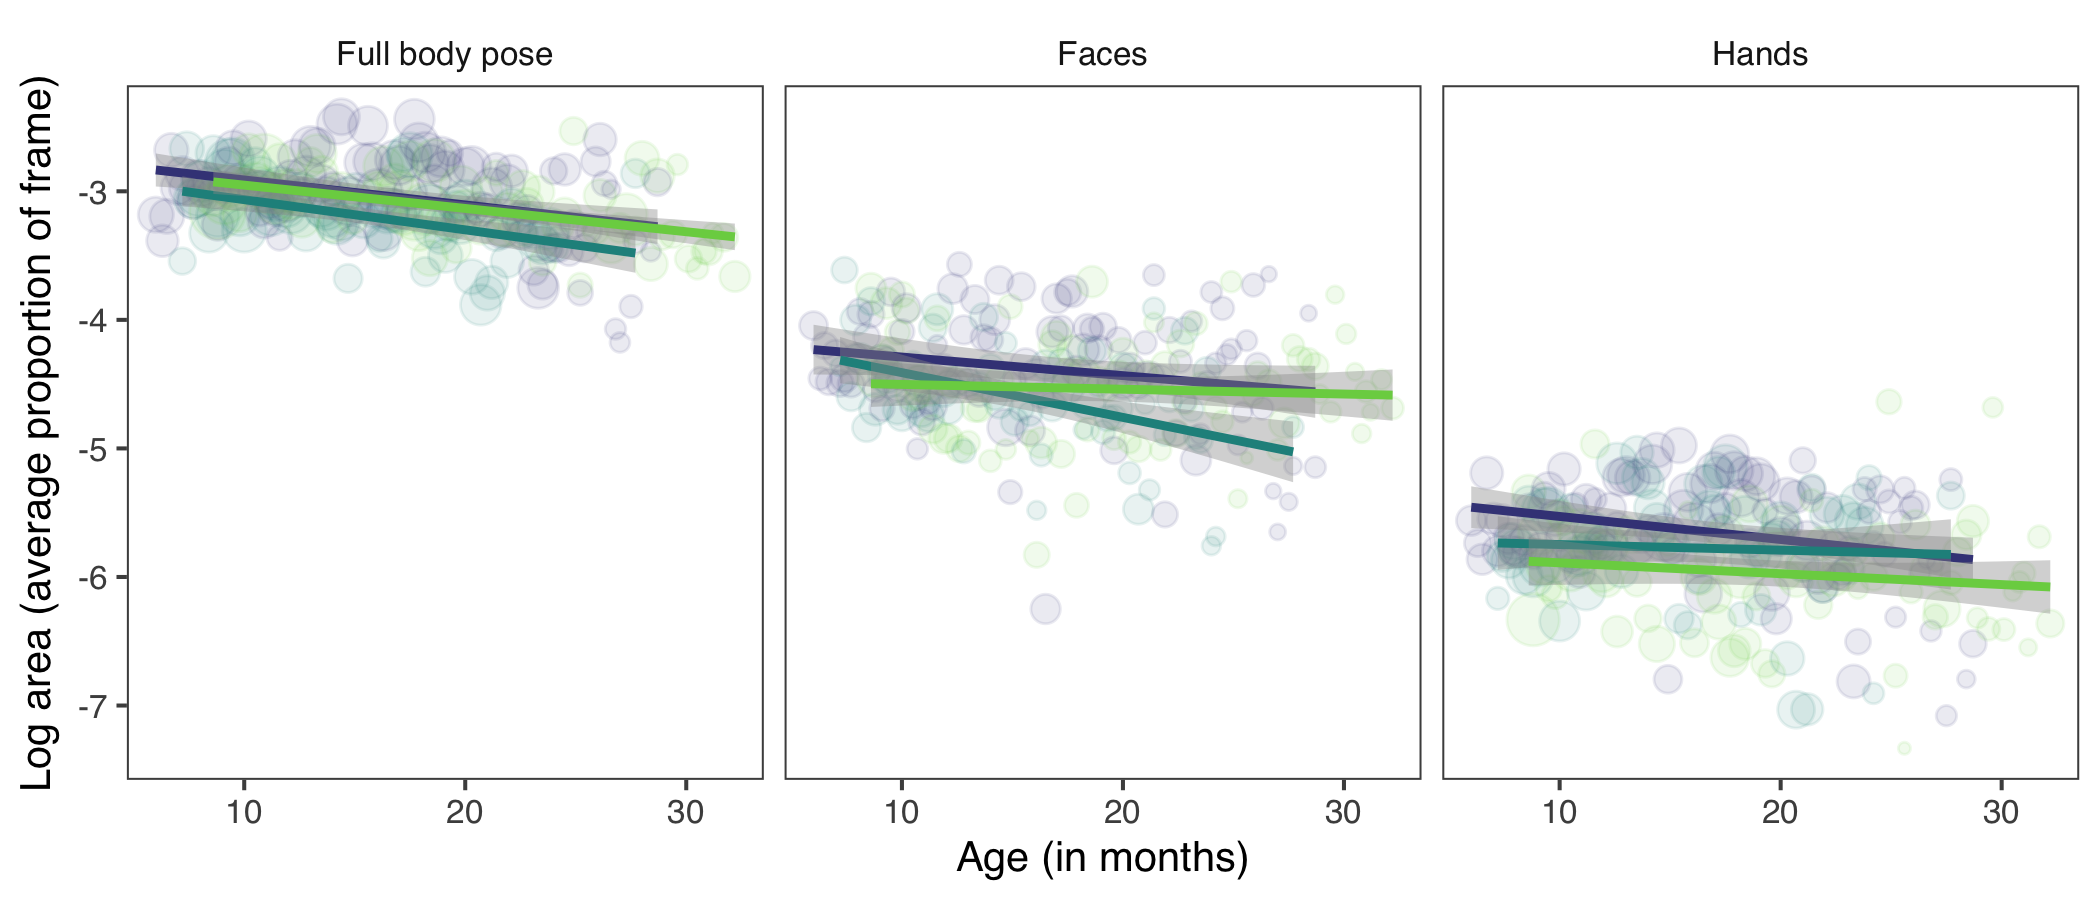 Full body pose
Faces
Hands
Log area (average proportion of frame)
-3
-4
-5
-6
-7
10 20 30
10 20 30
10 20 30
Age (in months)